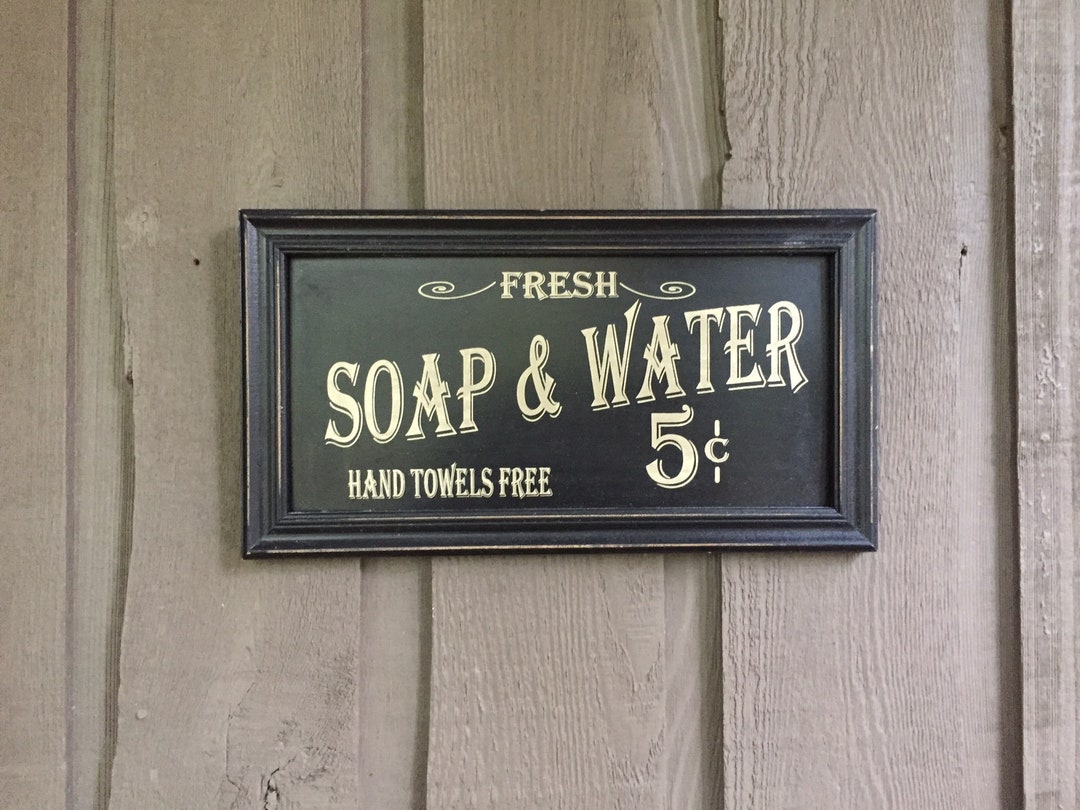 FRESH
SOAP & WATER
5¢
HAND TOWELS FREE